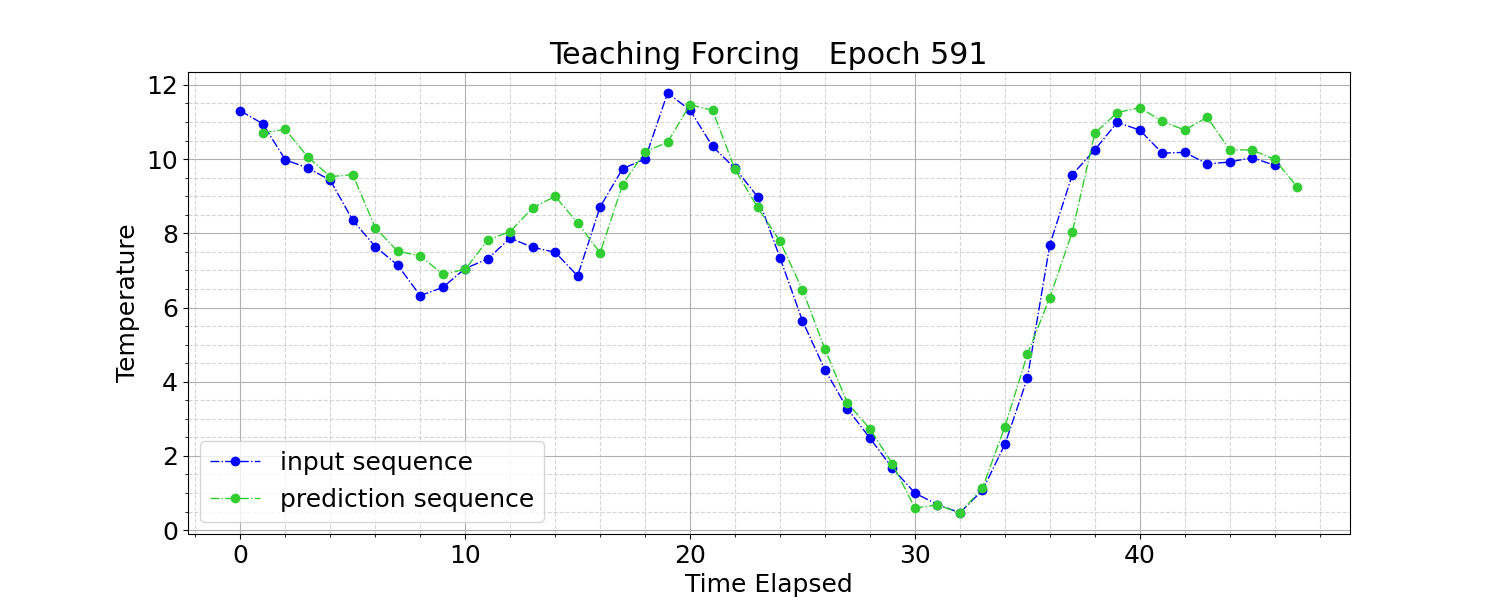 Teaching Forcing   Epoch 591
12
10
8
6
4
2
0
Temperature
input sequence
prediction sequence
0 10 20 30 40
Time Elapsed